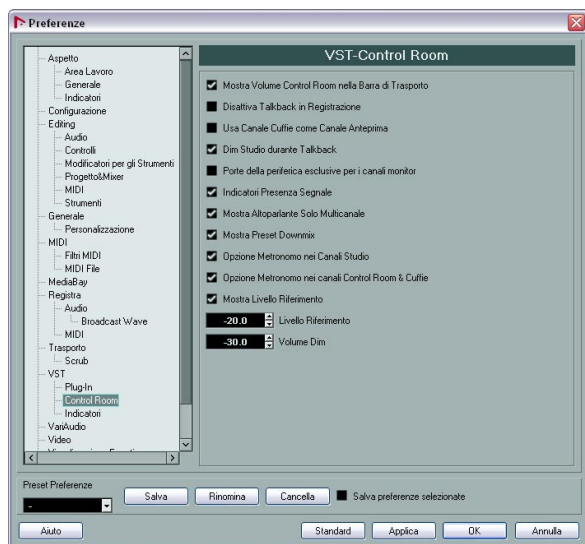 Preferenze
Aspetto
Area Lavoro
Generale
Indicatori
Configurazione
Editing
Audio
Controlli
Modificatori per gli Strumenti
Progetto&Mixer
MIDI
Strumenti
Generale
Personalizzazione
MIDI
Filtri MIDI
MIDI File
MediaBay
Registra
Audio
Broadcast Wave
MIDI
Trasporto
Scrub
VST
Plug-In
Control Room
Indicatori
VariAudio
Video
VST-Control Room
Mostra Volume Control Room nella Barra di Trasporto
Disattiva Talkback in Registrazione
Usa Canale Cuffie come Canale Anteprima
Dim Studio durante Talkback
Porte della periferica esclusive per i canali monitor
Indicatori Presenza Segnale
Mostra Altoparlante Solo Multicanale
Mostra Preset Downmix
Opzione Metronomo nei Canali Studio
Opzione Metronomo nei canali Control Room & Cuffie
Mostra Livello Riferimento
-20.0 Livello Riferimento
-30.0 Volume Dim
Preset Preferenze
- Salva Rinomina Cancella Salva preferenze selezionate
Aiuto Standard Applica OK Annulla